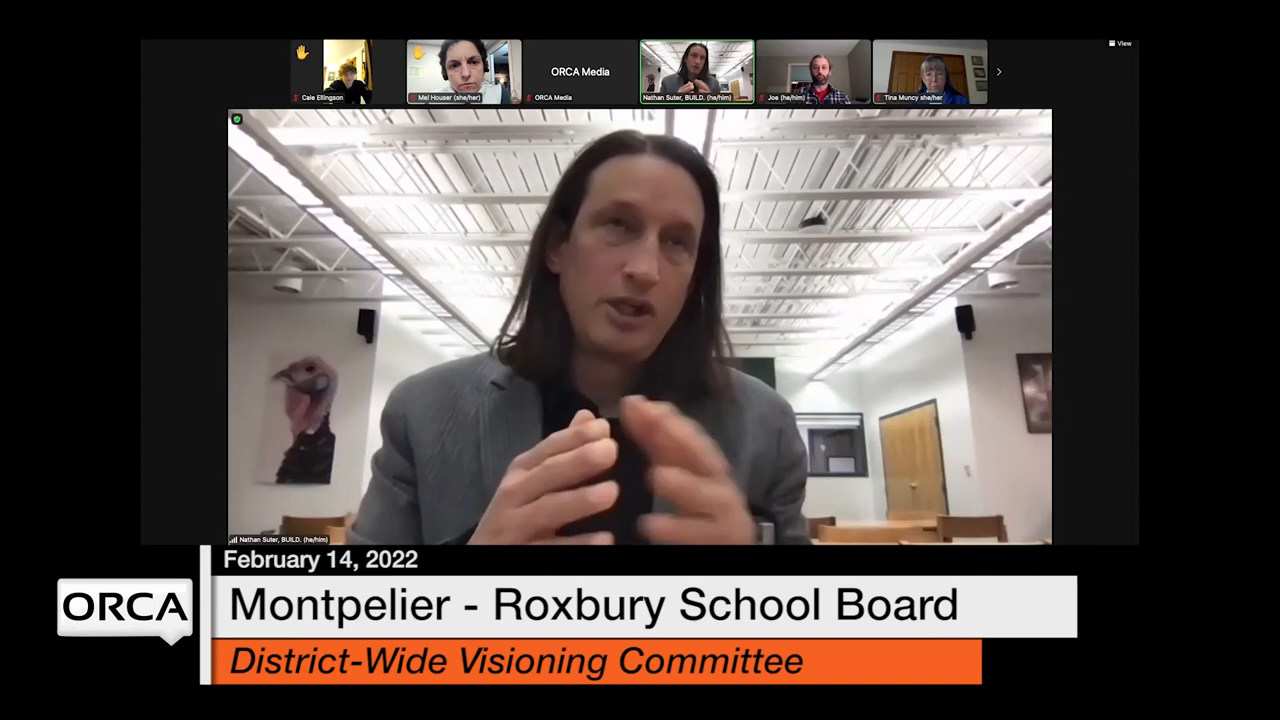 View
Cale Ellingson
Mel Houser (she/her)
ORCA Media
ORCA Media
Nathan Suter, BUILD. (he/him)
Joe (he/him)
Tina Muncy she/her
Nathan Suter, BUILD. (he/him)
February 14, 2022
ORCA
Montpelier - Roxbury School Board
District-Wide Visioning Committee